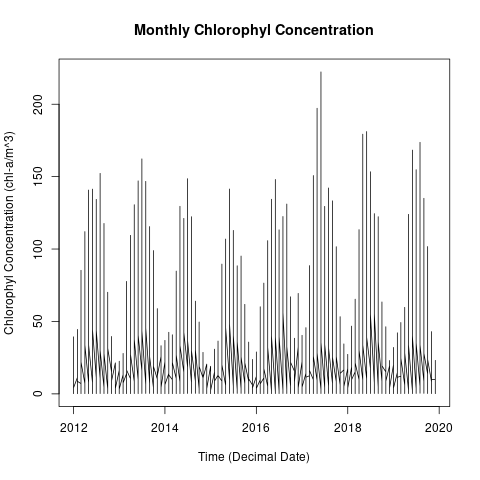 Monthly Chlorophyl Concentration
Chlorophyl Concentration (chl-a/m^3)
200
150
100
50
0
2012 2014 2016 2018 2020
Time (Decimal Date)